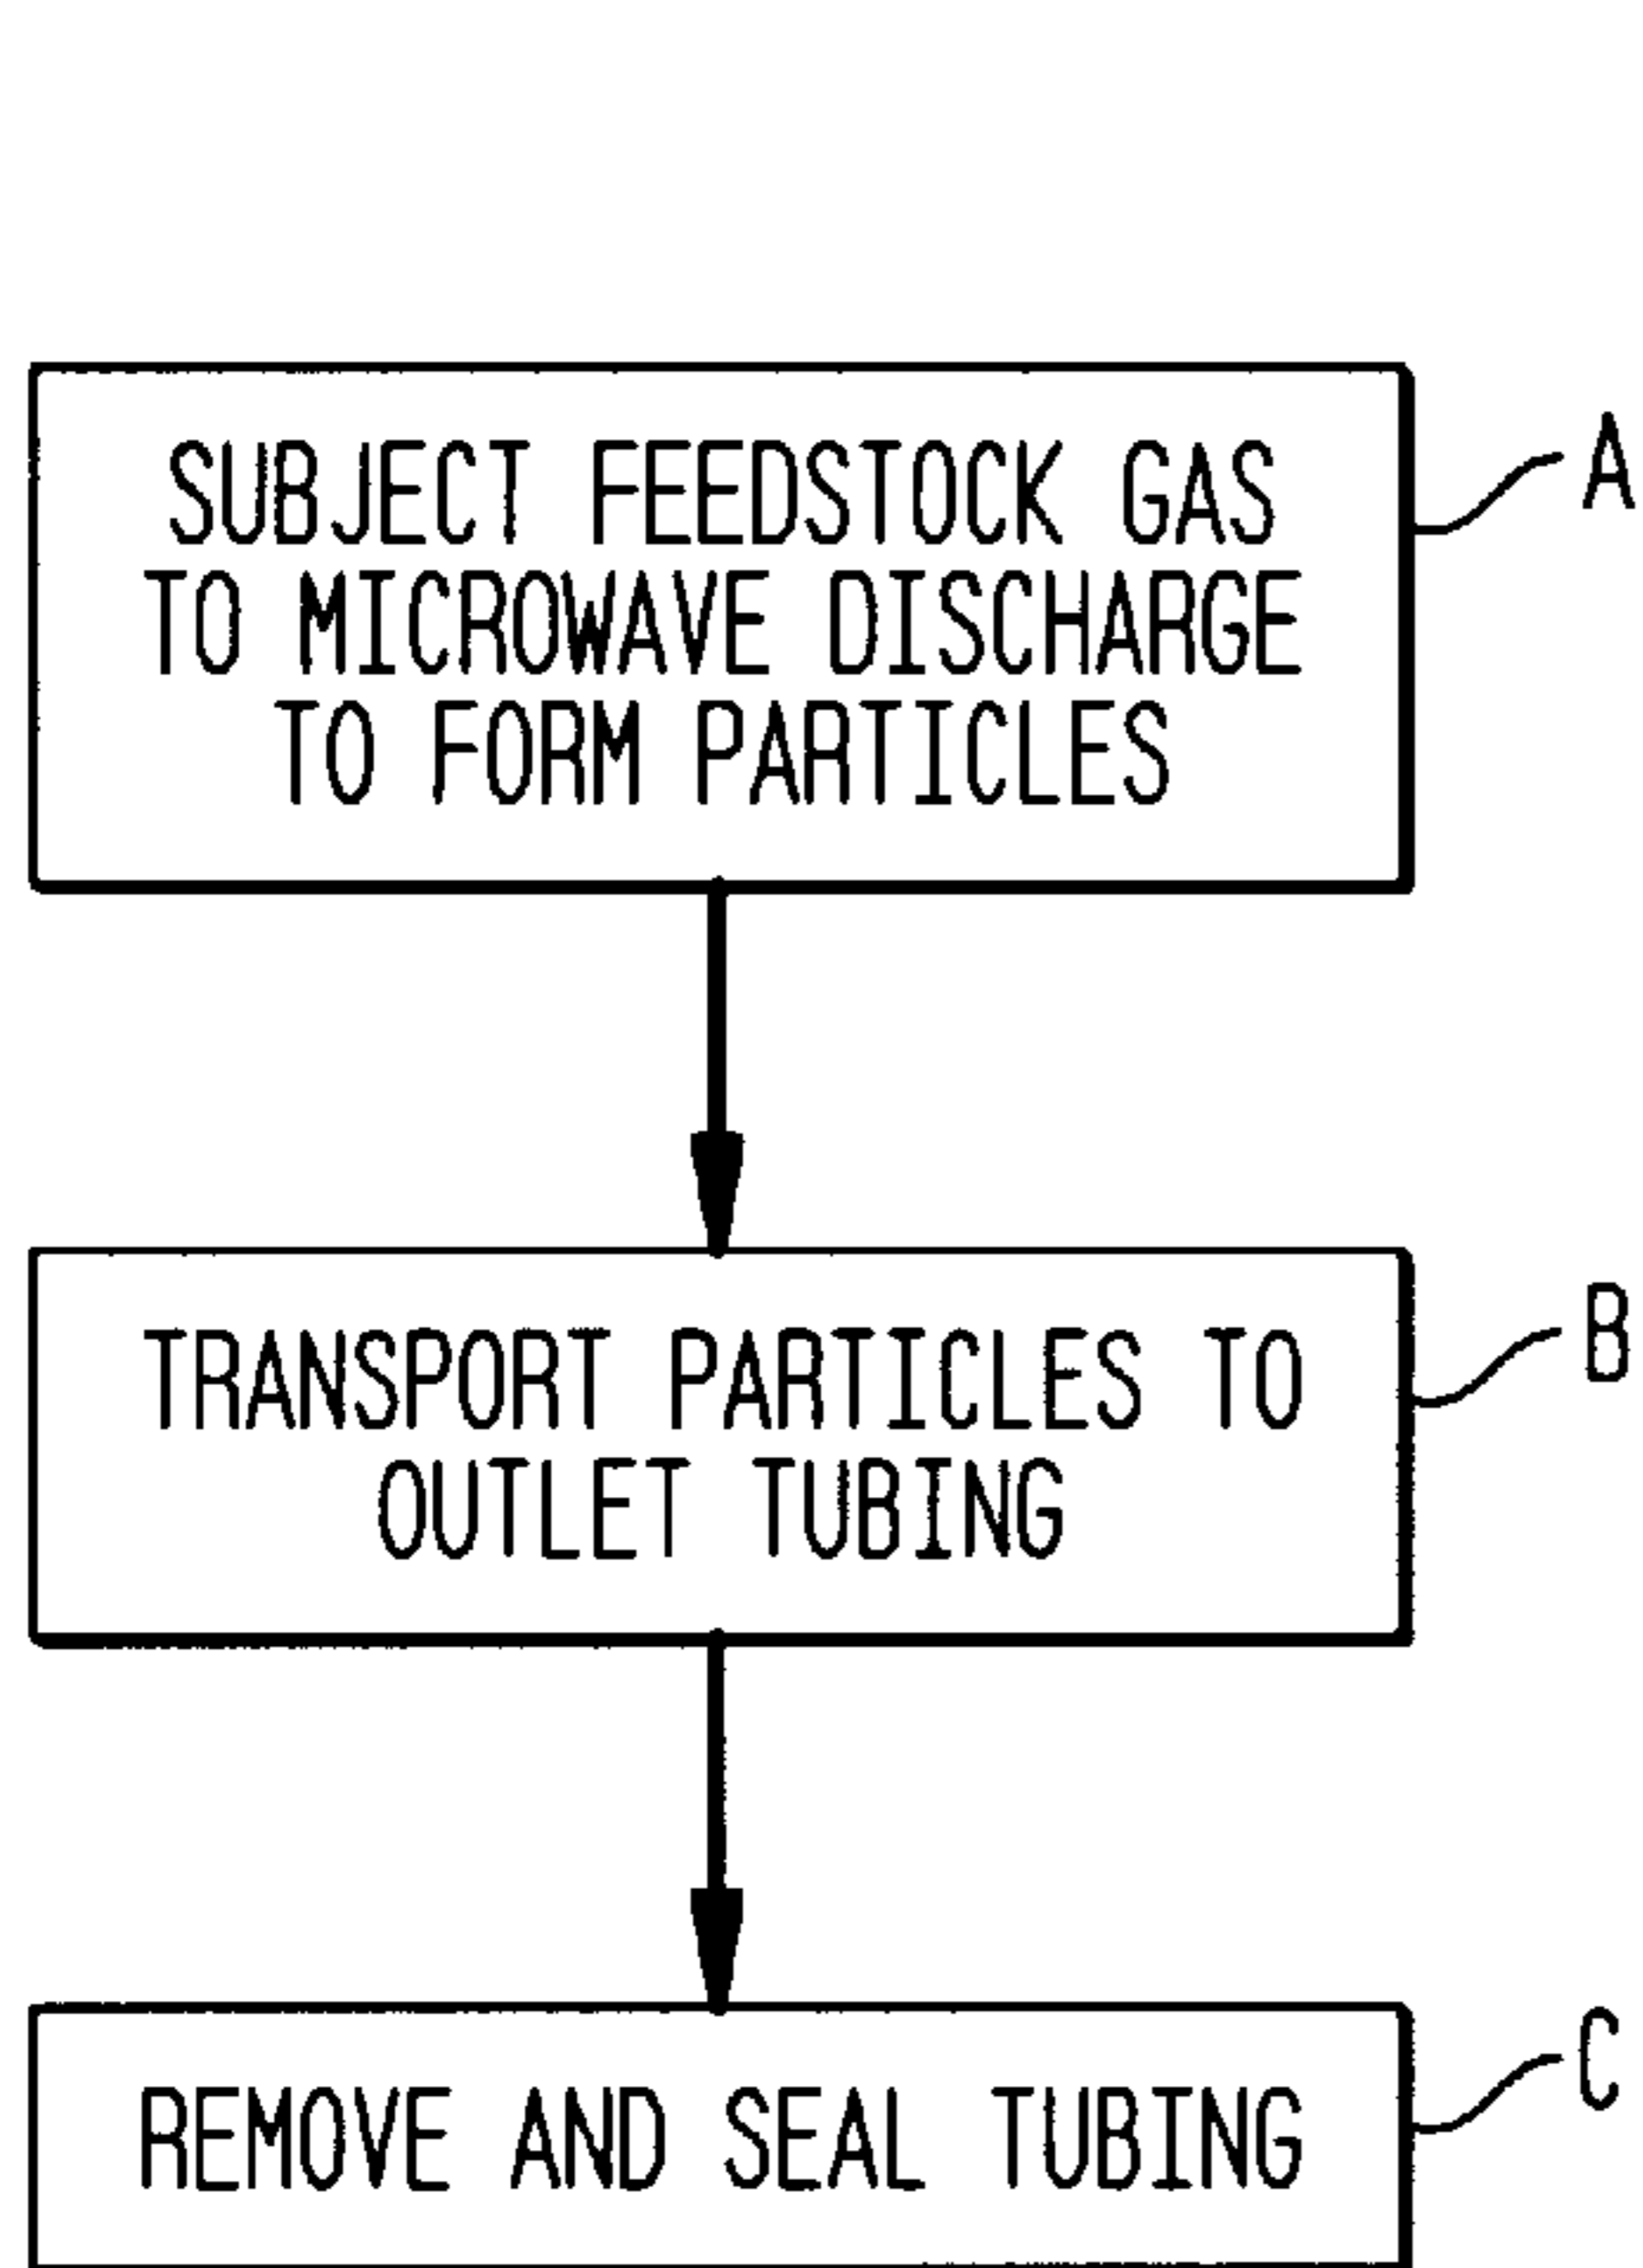 SUBJECT FEEDSTOCK GAS
TO MICROWAVE DISCHARGE
TO FORM PARTICLES
A
TRANSPORT PARTICLES TO
OUTLET TUBING
B
REMOVE AND SEAL TUBING
C